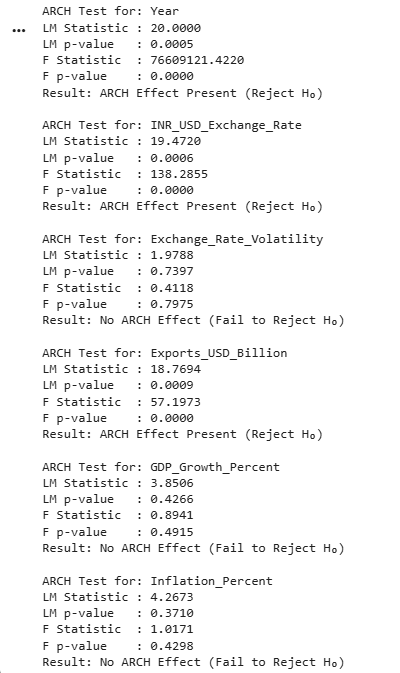 ARCH Test for: Year
... LM Statistic : 20.0000
LM p-value : 0.0005
F Statistic : 76609121.4220
F p-value : 0.0000
Result: ARCH Effect Present (Reject H₀)
ARCH Test for: INR_USD_Exchange_Rate
LM Statistic : 19.4720
LM p-value : 0.0006
F Statistic : 138.2855
F p-value : 0.0000
Result: ARCH Effect Present (Reject H₀)
ARCH Test for: Exchange_Rate_Volatility
LM Statistic : 1.9788
LM p-value : 0.7397
F Statistic : 0.4118
F p-value : 0.7975
Result: No ARCH Effect (Fail to Reject H₀)
ARCH Test for: Exports_USD_Billion
LM Statistic : 18.7694
LM p-value : 0.0009
F Statistic : 57.1973
F p-value : 0.0000
Result: ARCH Effect Present (Reject H₀)
ARCH Test for: GDP_Growth_Percent
LM Statistic : 3.8506
LM p-value : 0.4266
F Statistic : 0.8941
F p-value : 0.4915
Result: No ARCH Effect (Fail to Reject H₀)
ARCH Test for: Inflation_Percent
LM Statistic : 4.2673
LM p-value : 0.3710
F Statistic : 1.0171
F p-value : 0.4298
Result: No ARCH Effect (Fail to Reject H₀)